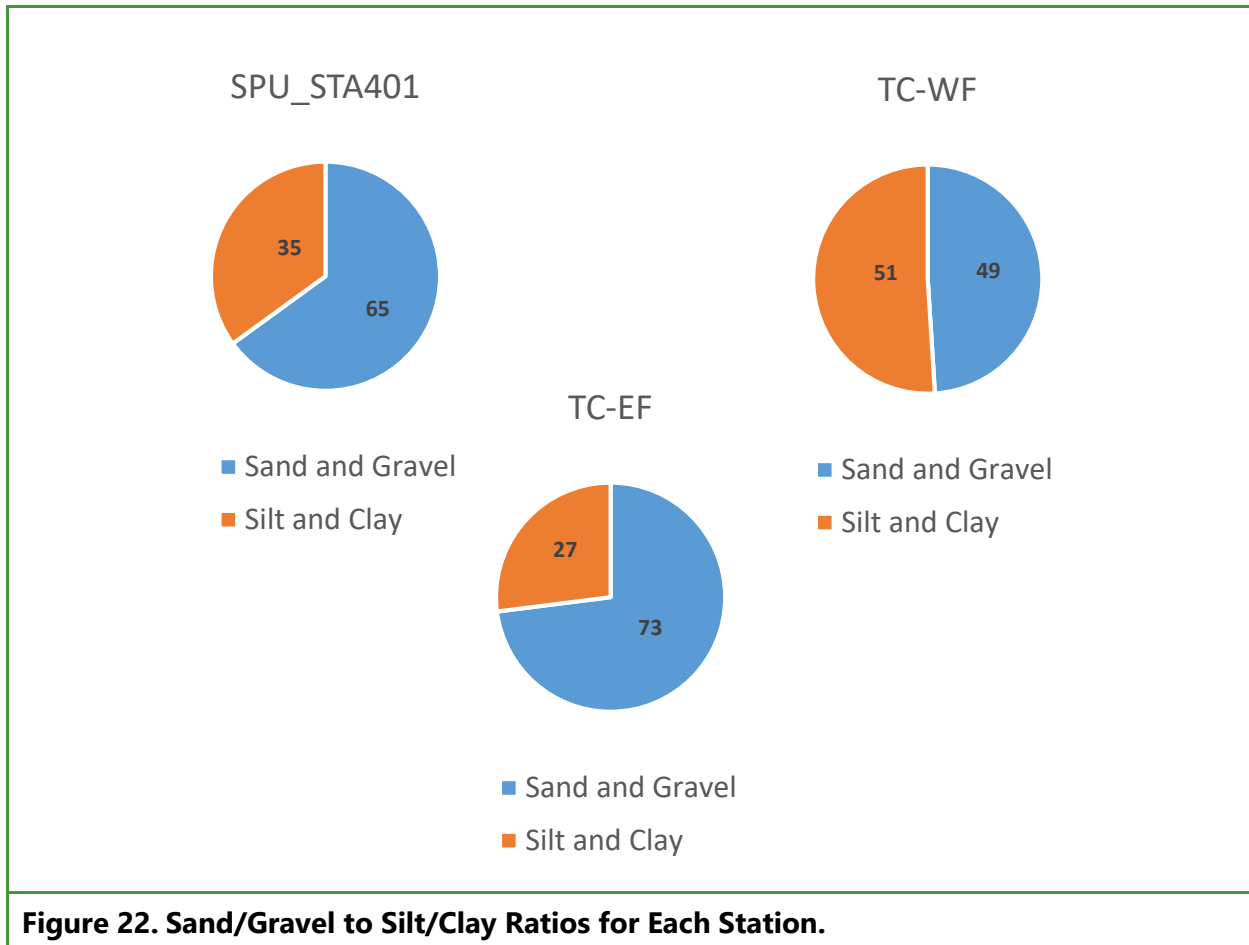 SPU_STA401
35
65
Sand and Gravel
Silt and Clay
TC-WF
51
49
Sand and Gravel
Silt and Clay
TC-EF
27
73
Sand and Gravel
Silt and Clay
Figure 22. Sand/Gravel to Silt/Clay Ratios for Each Station.